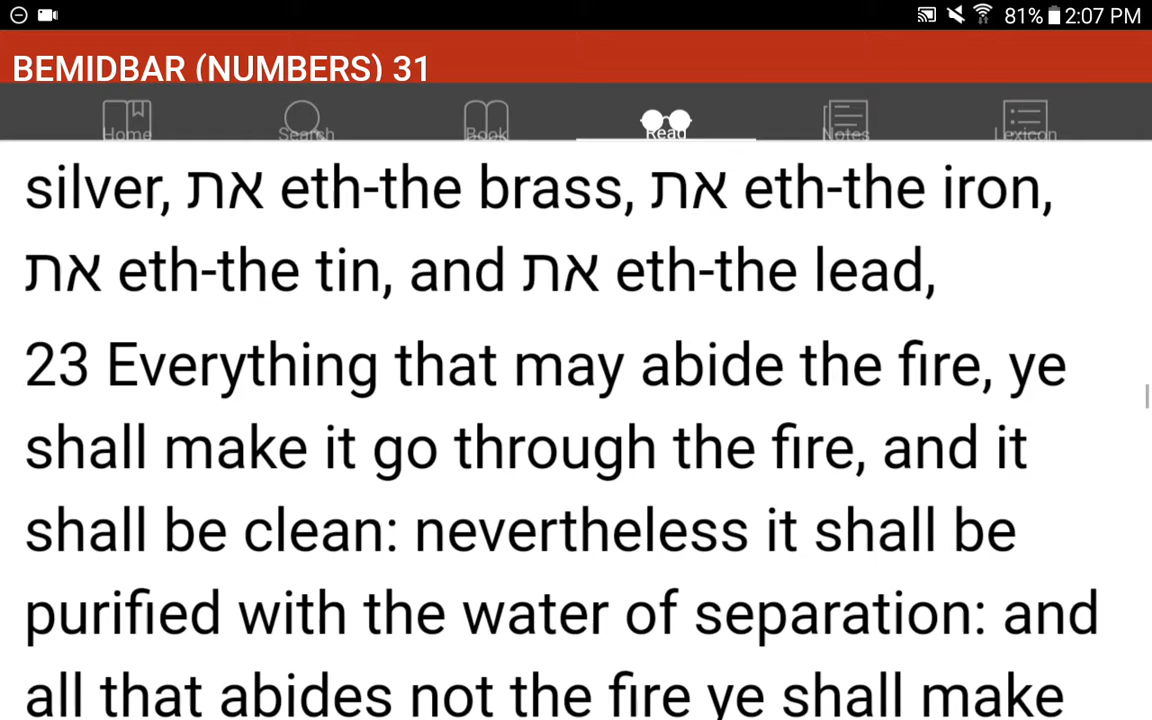 81% 2:07 PM
BEMIDBAR (NUMBERS) 31
Home Search Book Read Notes Lexicon
silver, את eth-the brass, את eth-the iron,
את eth-the tin, and את eth-the lead,
23 Everything that may abide the fire, ye
shall make it go through the fire, and it
shall be clean: nevertheless it shall be
purified with the water of separation: and
all that abides not the fire ye shall make